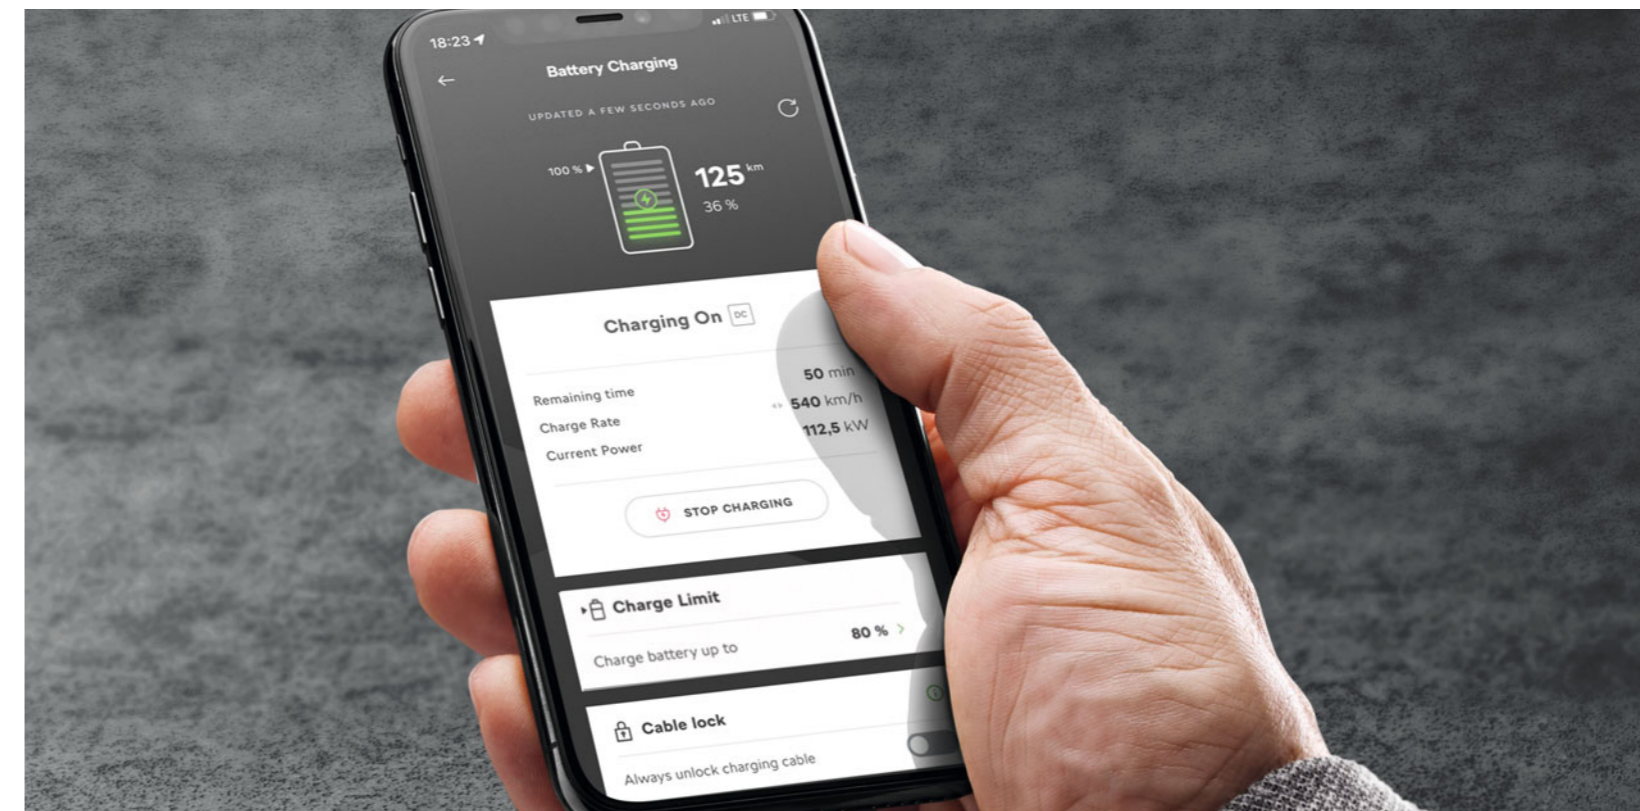 18:23 LTE
Battery Charging
UPDATED A FEW SECONDS AGO
100 %
125 km
36 %
Charging On DC
Remaining time 50 min
Charge Rate 540 km/h
Current Power 112,5 kW
STOP CHARGING
Charge Limit
Charge battery up to 80 %
Cable lock
Always unlock charging cable